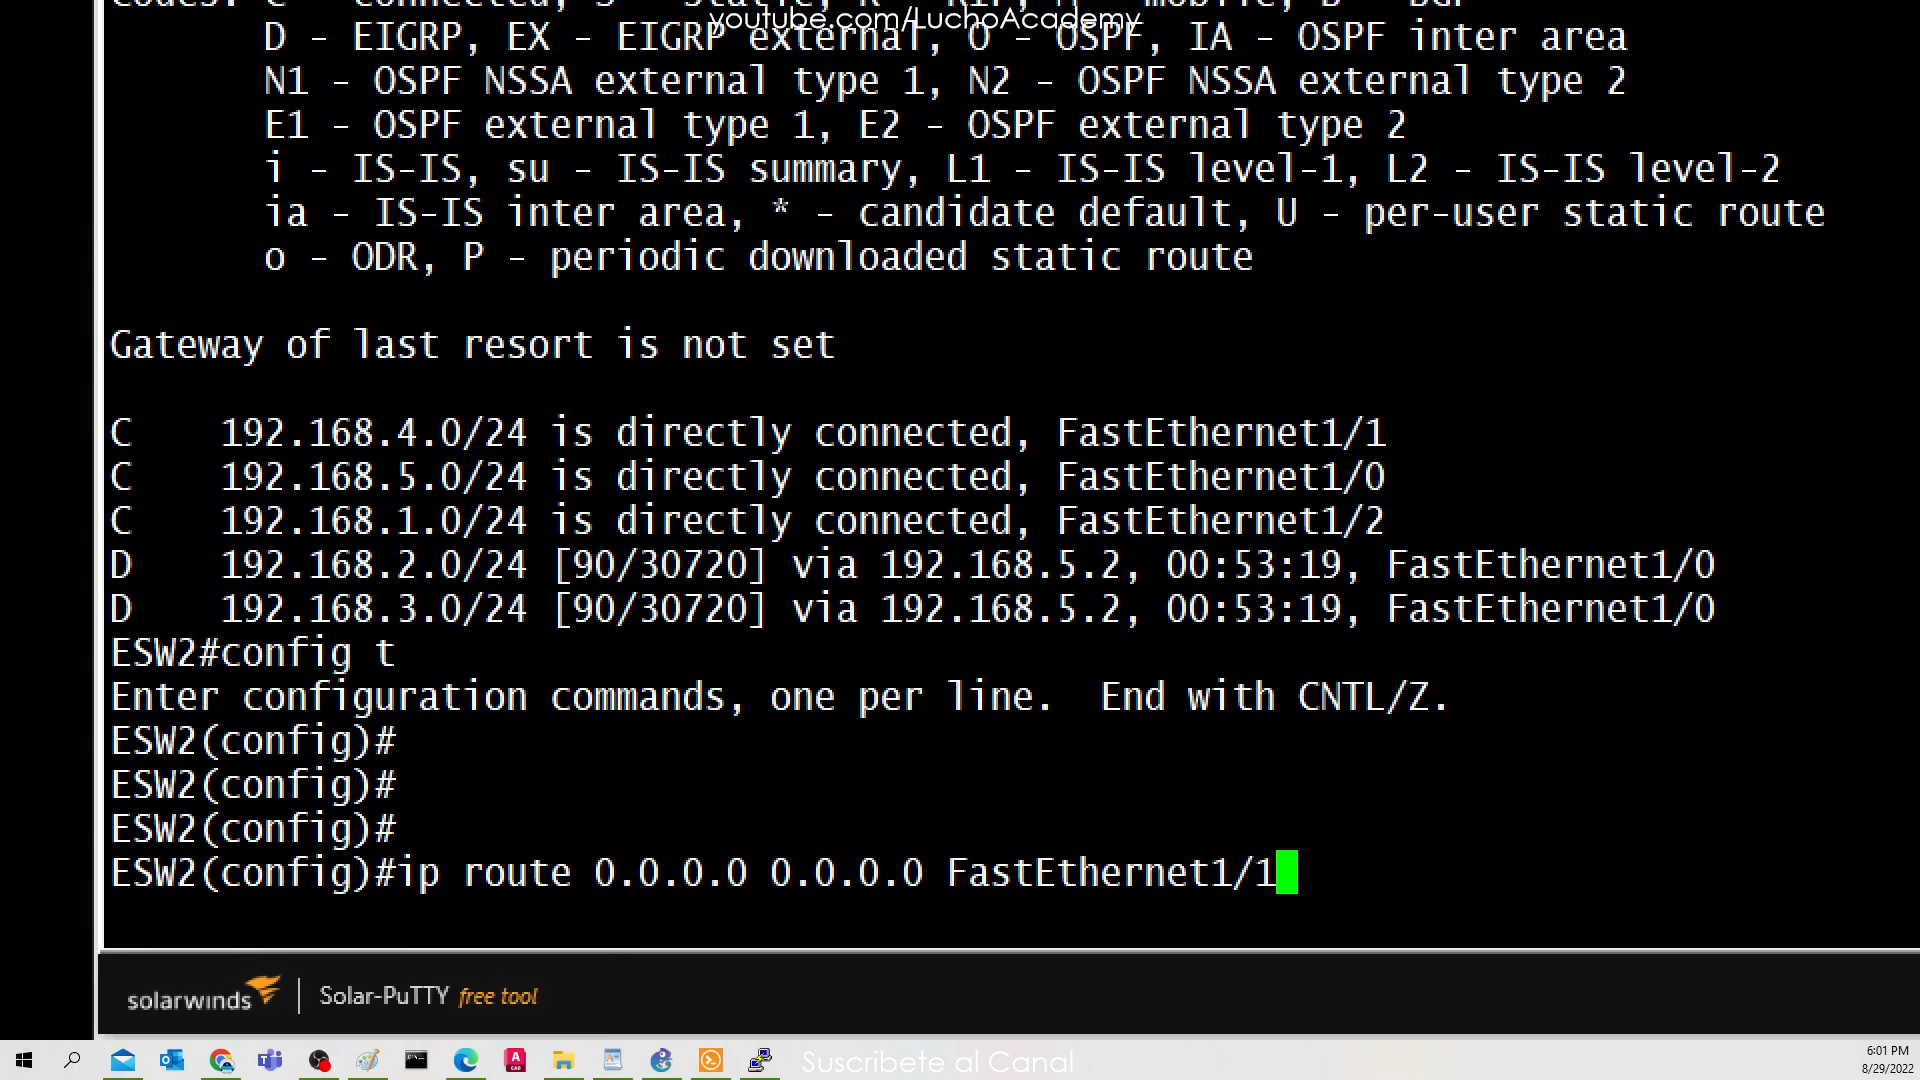 youtube.com/LuchoAcademy
D - EIGRP, EX - EIGRP external, O - OSPF, IA - OSPF inter area
N1 - OSPF NSSA external type 1, N2 - OSPF NSSA external type 2
E1 - OSPF external type 1, E2 - OSPF external type 2
i - IS-IS, su - IS-IS summary, L1 - IS-IS level-1, L2 - IS-IS level-2
ia - IS-IS inter area, * - candidate default, U - per-user static route
o - ODR, P - periodic downloaded static route
Gateway of last resort is not set
C    192.168.4.0/24 is directly connected, FastEthernet1/1
C    192.168.5.0/24 is directly connected, FastEthernet1/0
C    192.168.1.0/24 is directly connected, FastEthernet1/2
D    192.168.2.0/24 [90/30720] via 192.168.5.2, 00:53:19, FastEthernet1/0
D    192.168.3.0/24 [90/30720] via 192.168.5.2, 00:53:19, FastEthernet1/0
ESW2#config t
Enter configuration commands, one per line.  End with CNTL/Z.
ESW2(config)#
ESW2(config)#
ESW2(config)#
ESW2(config)#ip route 0.0.0.0 0.0.0.0 FastEthernet1/1
solarwinds | Solar-PuTTY free tool
Suscribete al Canal
6:01 PM
8/29/2022